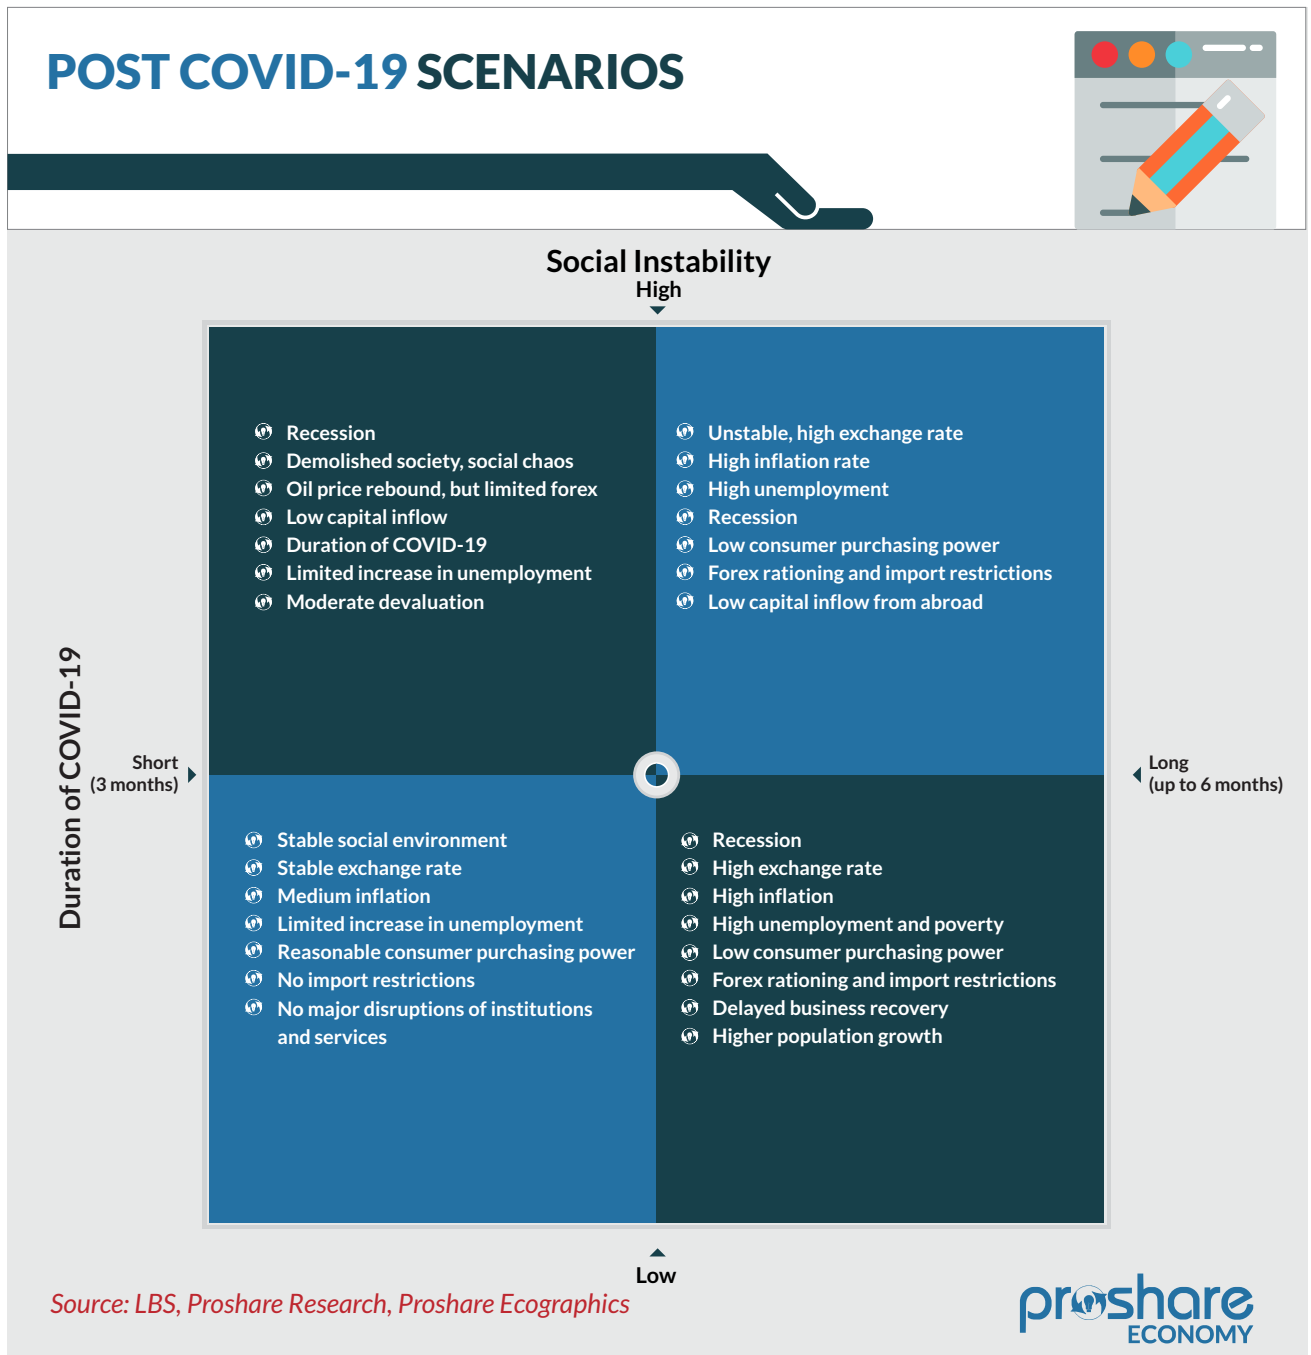 POST COVID-19 SCENARIOS
Social Instability
High
Recession
Demolished society, social chaos
Oil price rebound, but limited forex
Low capital inflow
Duration of COVID-19
Limited increase in unemployment
Moderate devaluation
Unstable, high exchange rate
High inflation rate
High unemployment
Recession
Low consumer purchasing power
Forex rationing and import restrictions
Low capital inflow from abroad
Duration of COVID-19
Short
(3 months)
Long
(up to 6 months)
Stable social environment
Stable exchange rate
Medium inflation
Limited increase in unemployment
Reasonable consumer purchasing power
No import restrictions
No major disruptions of institutions
and services
Recession
High exchange rate
High inflation
High unemployment and poverty
Low consumer purchasing power
Forex rationing and import restrictions
Delayed business recovery
Higher population growth
Low
Source: LBS, Proshare Research, Proshare Ecographics
proshare
ECONOMY